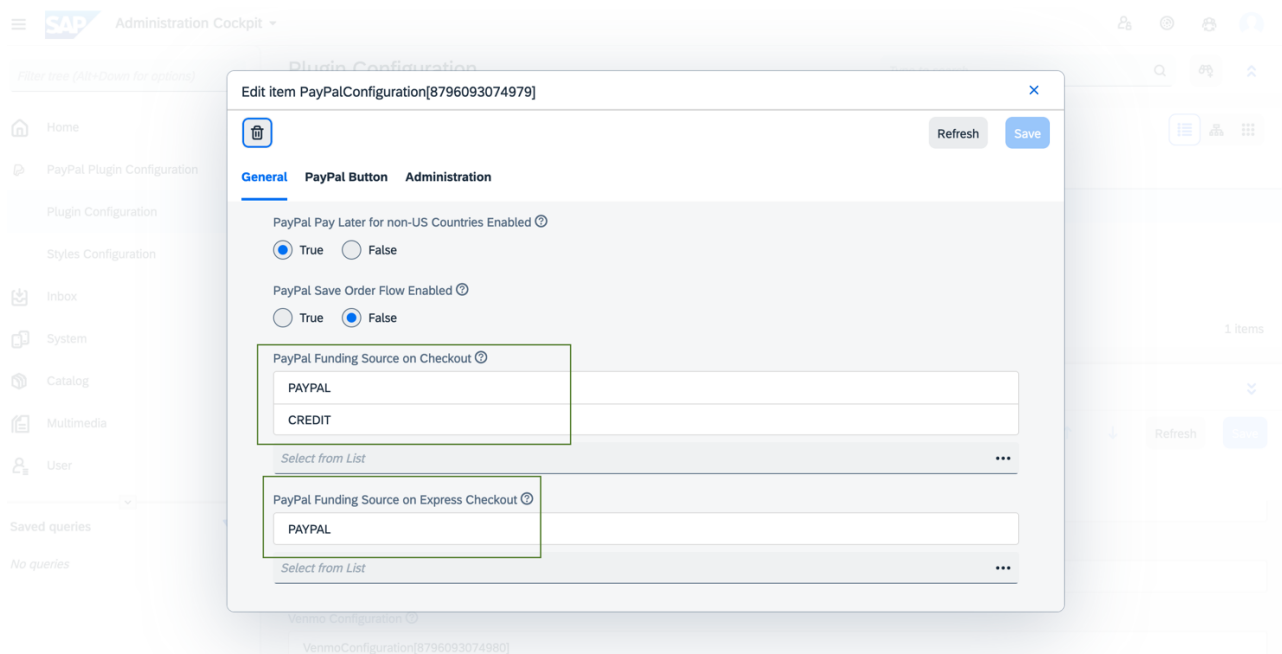 SAP
Administration Cockpit
Filter tree (Alt+Down for options)
Plugin Configuration
Home
PayPal Plugin Configuration
Plugin Configuration
Styles Configuration
Inbox
System
Catalog
Multimedia
User
Saved queries
No queries
Edit item PayPalConfiguration[8796093074979]
Refresh
Save
General
PayPal Button
Administration
PayPal Pay Later for non-US Countries Enabled
True
False
PayPal Save Order Flow Enabled
True
False
PayPal Funding Source on Checkout
PAYPAL
CREDIT
Select from List
PayPal Funding Source on Express Checkout
PAYPAL
Select from List
1 items
Refresh
Save
Venmo Configuration
VenmoConfiguration[8796093074980]